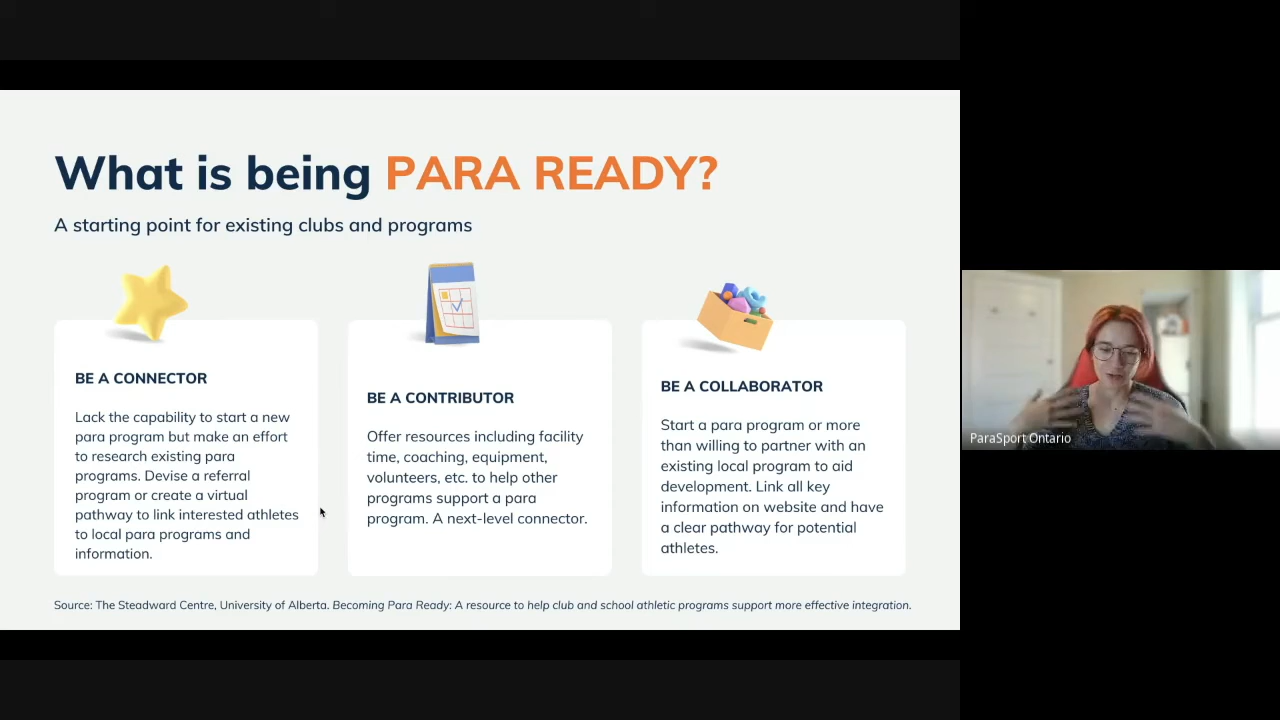 What is being PARA READY?
A starting point for existing clubs and programs
BE A CONNECTOR
Lack the capability to start a new
para program but make an effort
to research existing para
programs. Devise a referral
program or create a virtual
pathway to link interested athletes
to local para programs and
information.
BE A CONTRIBUTOR
Offer resources including facility
time, coaching, equipment,
volunteers, etc. to help other
programs support a para
program. A next-level connector.
BE A COLLABORATOR
Start a para program or more
than willing to partner with an
existing local program to aid
development. Link all key
information on website and have
a clear pathway for potential
athletes.
Source: The Steadward Centre, University of Alberta. Becoming Para Ready: A resource to help club and school athletic programs support more effective integration.
ParaSport Ontario